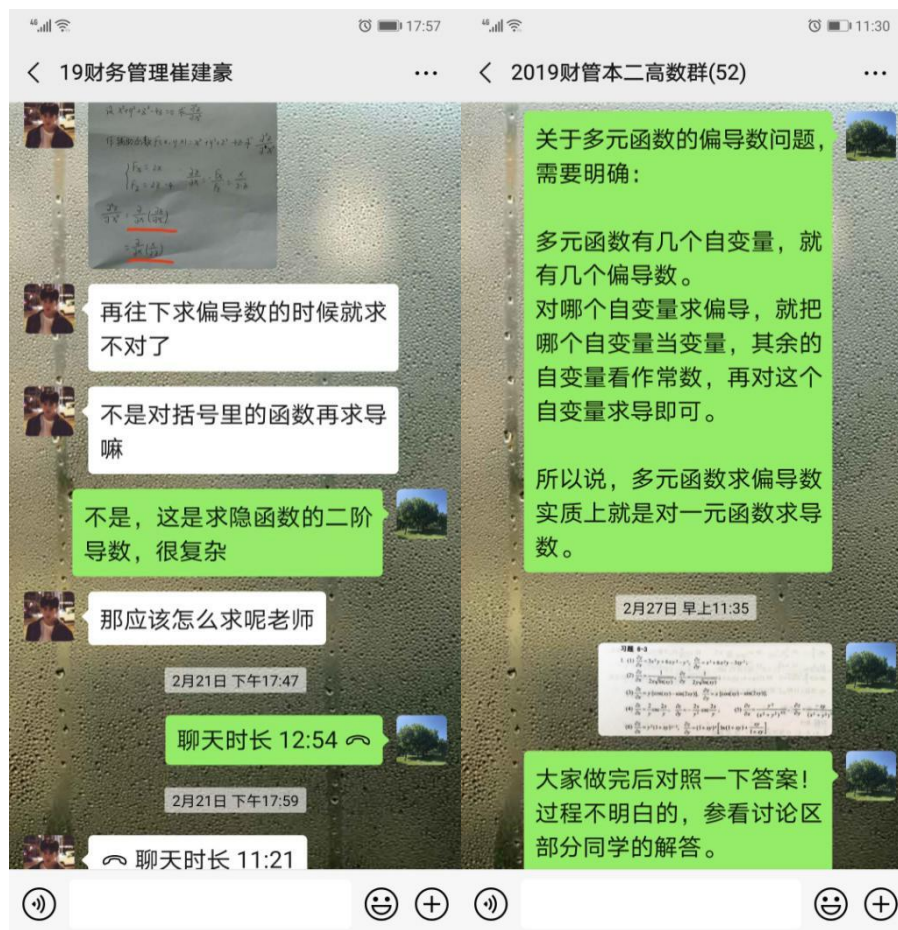 17:57
19财务管理崔建豪
再往下求偏导数的时候就求
不对了
不是对括号里的函数再求导
嘛
不是，这是求隐函数的二阶
导数，很复杂
那应该怎么求呢老师
2月21日 下午17:47
聊天时长 12:54
2月21日 下午17:59
聊天时长 11:21
11:30
2019财管本二高数群(52)
关于多元函数的偏导数问题，
需要明确：
多元函数有几个自变量，就
有几个偏导数。
对哪个自变量求偏导，就把
哪个自变量当变量，其余的
自变量看作常数，再对这个
自变量求导即可。
所以说，多元函数求偏导数
实质上就是对一元函数求导
数。
2月27日 早上11:35
习题 6-3
大家做完后对照一下答案！
过程不明白的，参看讨论区
部分同学的解答。